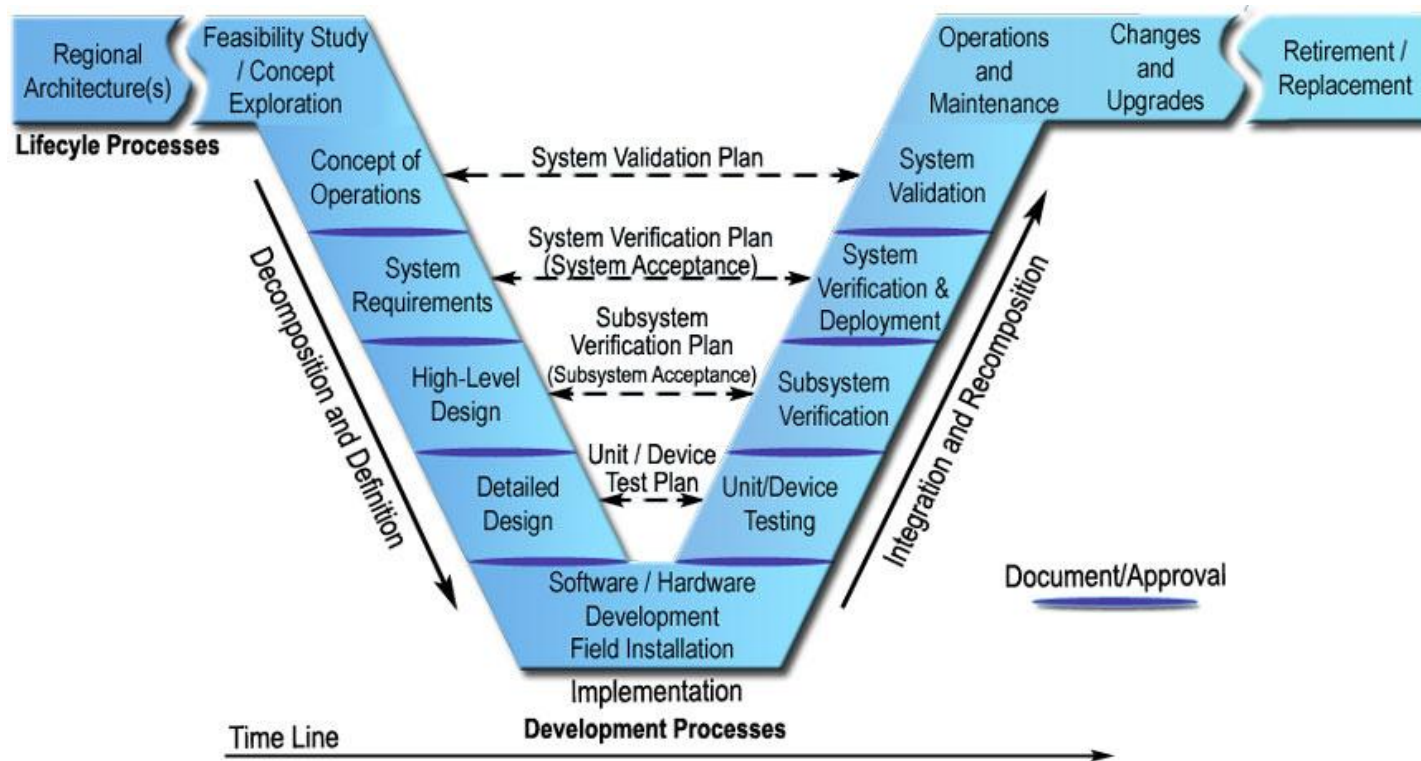 Regional
Architecture(s)
Feasibility Study
/ Concept
Exploration
Operations
and
Maintenance
Changes
and
Upgrades
Retirement /
Replacement
Lifecyle Processes
Concept of
Operations
System Validation Plan
System
Validation
System
Requirements
System Verification Plan
(System Acceptance)
System
Verification &
Deployment
High-Level
Design
Subsystem
Verification Plan
(Subsystem Acceptance)
Subsystem
Verification
Detailed
Design
Unit / Device
Test Plan
Unit/Device
Testing
Decomposition and Definition
Integration and Recomposition
Software / Hardware
Development
Field Installation
Document/Approval
Implementation
Development Processes
Time Line